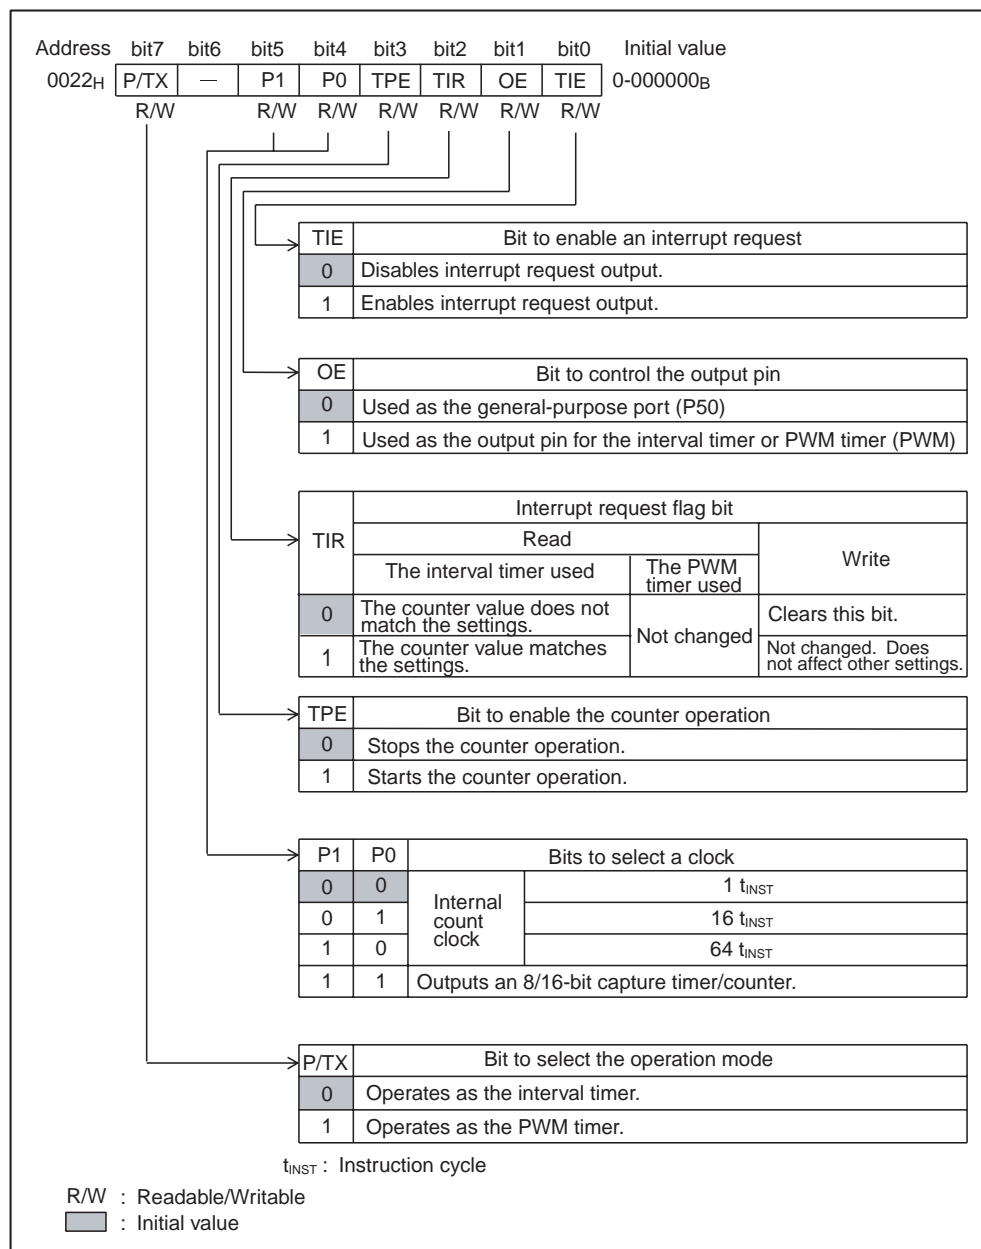 Address bit7 bit6 bit5 bit4 bit3 bit2 bit1 bit0 Initial value
0022H P/TX — P1 P0 TPE TIR OE TIE 0-000000B
R/W R/W R/W R/W R/W R/W R/W
TIE Bit to enable an interrupt request
0 Disables interrupt request output.
1 Enables interrupt request output.
OE Bit to control the output pin
0 Used as the general-purpose port (P50)
1 Used as the output pin for the interval timer or PWM timer (PWM)
TIR Interrupt request flag bit
Read Write
The interval timer used The PWM
timer used
0 The counter value does not
match the settings.
Not changed
Clears this bit.
1 The counter value matches
the settings.
Not changed. Does
not affect other settings.
TPE Bit to enable the counter operation
0 Stops the counter operation.
1 Starts the counter operation.
P1 P0 Bits to select a clock
0 0 Internal
count
clock
1 tINST
0 1 16 tINST
1 0 64 tINST
1 1 Outputs an 8/16-bit capture timer/counter.
P/TX Bit to select the operation mode
0 Operates as the interval timer.
1 Operates as the PWM timer.
tINST : Instruction cycle
R/W : Readable/Writable
: Initial value